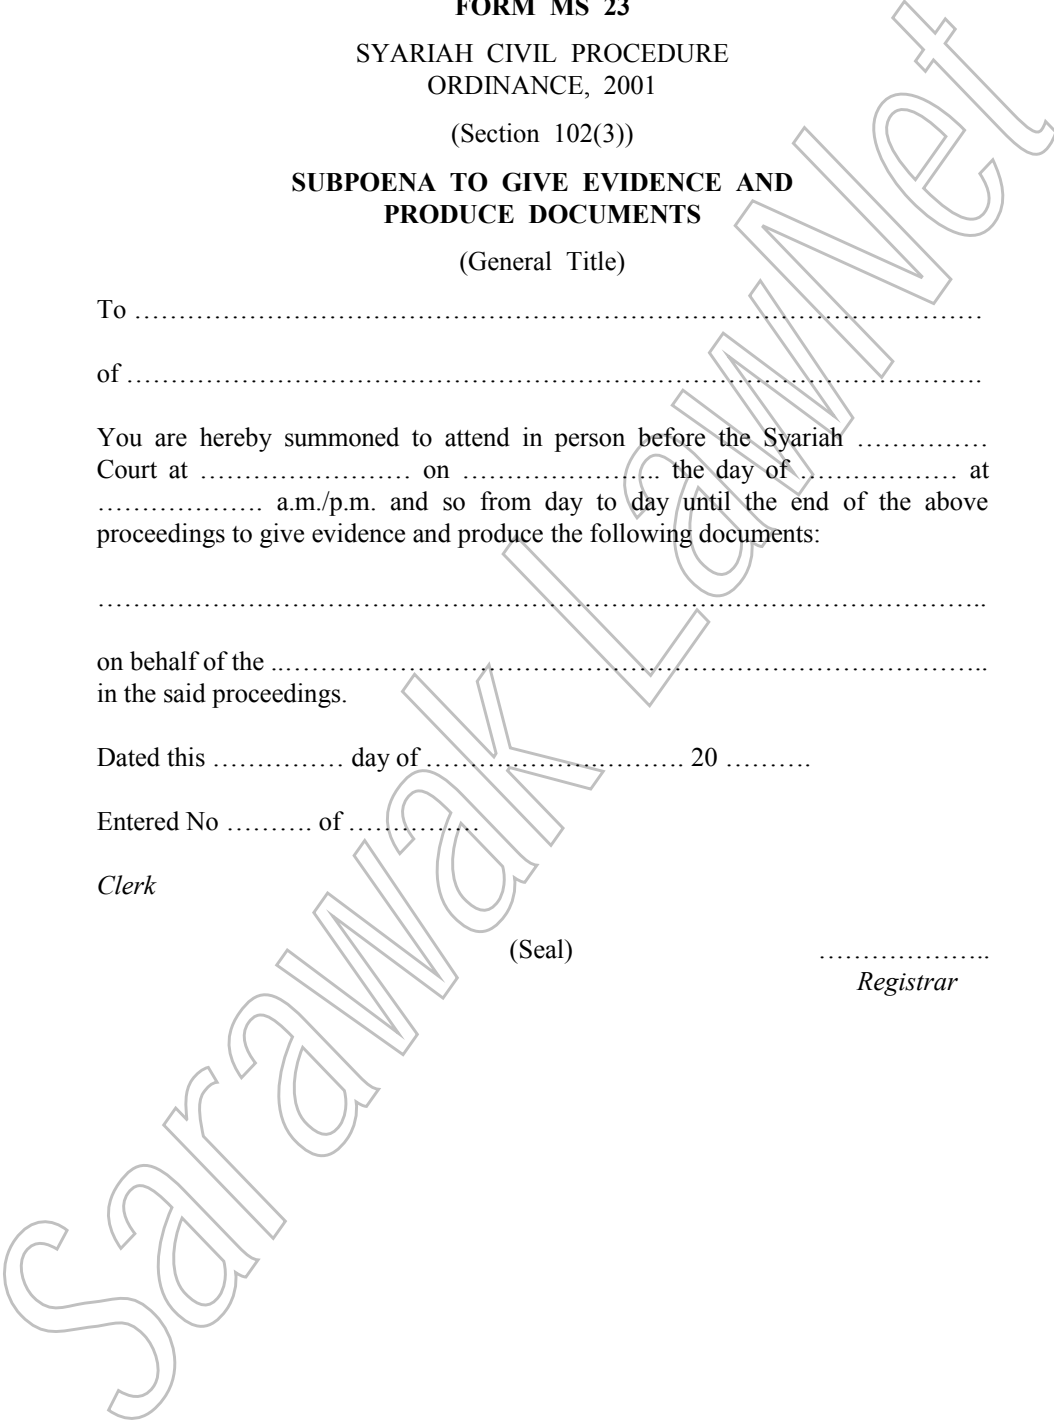 FORM MS 23
SYARIAH CIVIL PROCEDURE
ORDINANCE, 2001
(Section 102(3))
SUBPOENA TO GIVE EVIDENCE AND
PRODUCE DOCUMENTS
(General Title)
To ……………………………………………………………………………………
of …………………………………………………………………………………….
You are hereby summoned to attend in person before the Syariah ……………
Court at …………………… on ………………….. the day of ……………… at
………………. a.m./p.m. and so from day to day until the end of the above
proceedings to give evidence and produce the following documents:
………………………………………………………………………………………..
on behalf of the ..……………………………………………………………………..
in the said proceedings.
Dated this …………… day of ……….……….………. 20 ……….
Entered No ………. of ……………
Clerk
(Seal) ………………..
Registrar
Sarawak LawNet